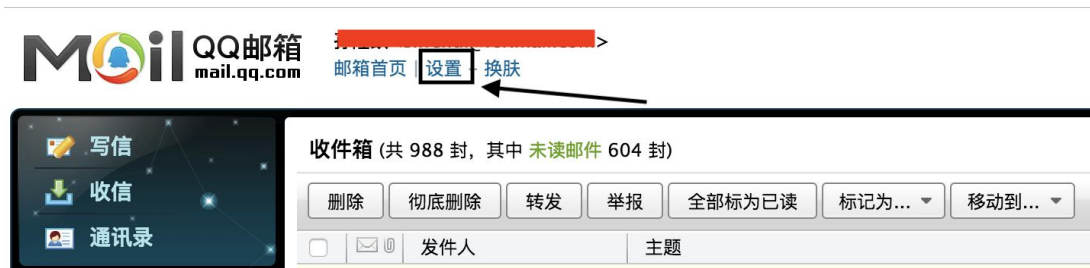 MOil QQ邮箱
mail.qq.com
>
邮箱首页 | 设置 - 换肤
写信
收信
通讯录
收件箱 (共 988 封, 其中 未读邮件 604 封)
删除 彻底删除 转发 举报 全部标为已读 标记为... 移动到...
发件人 主题